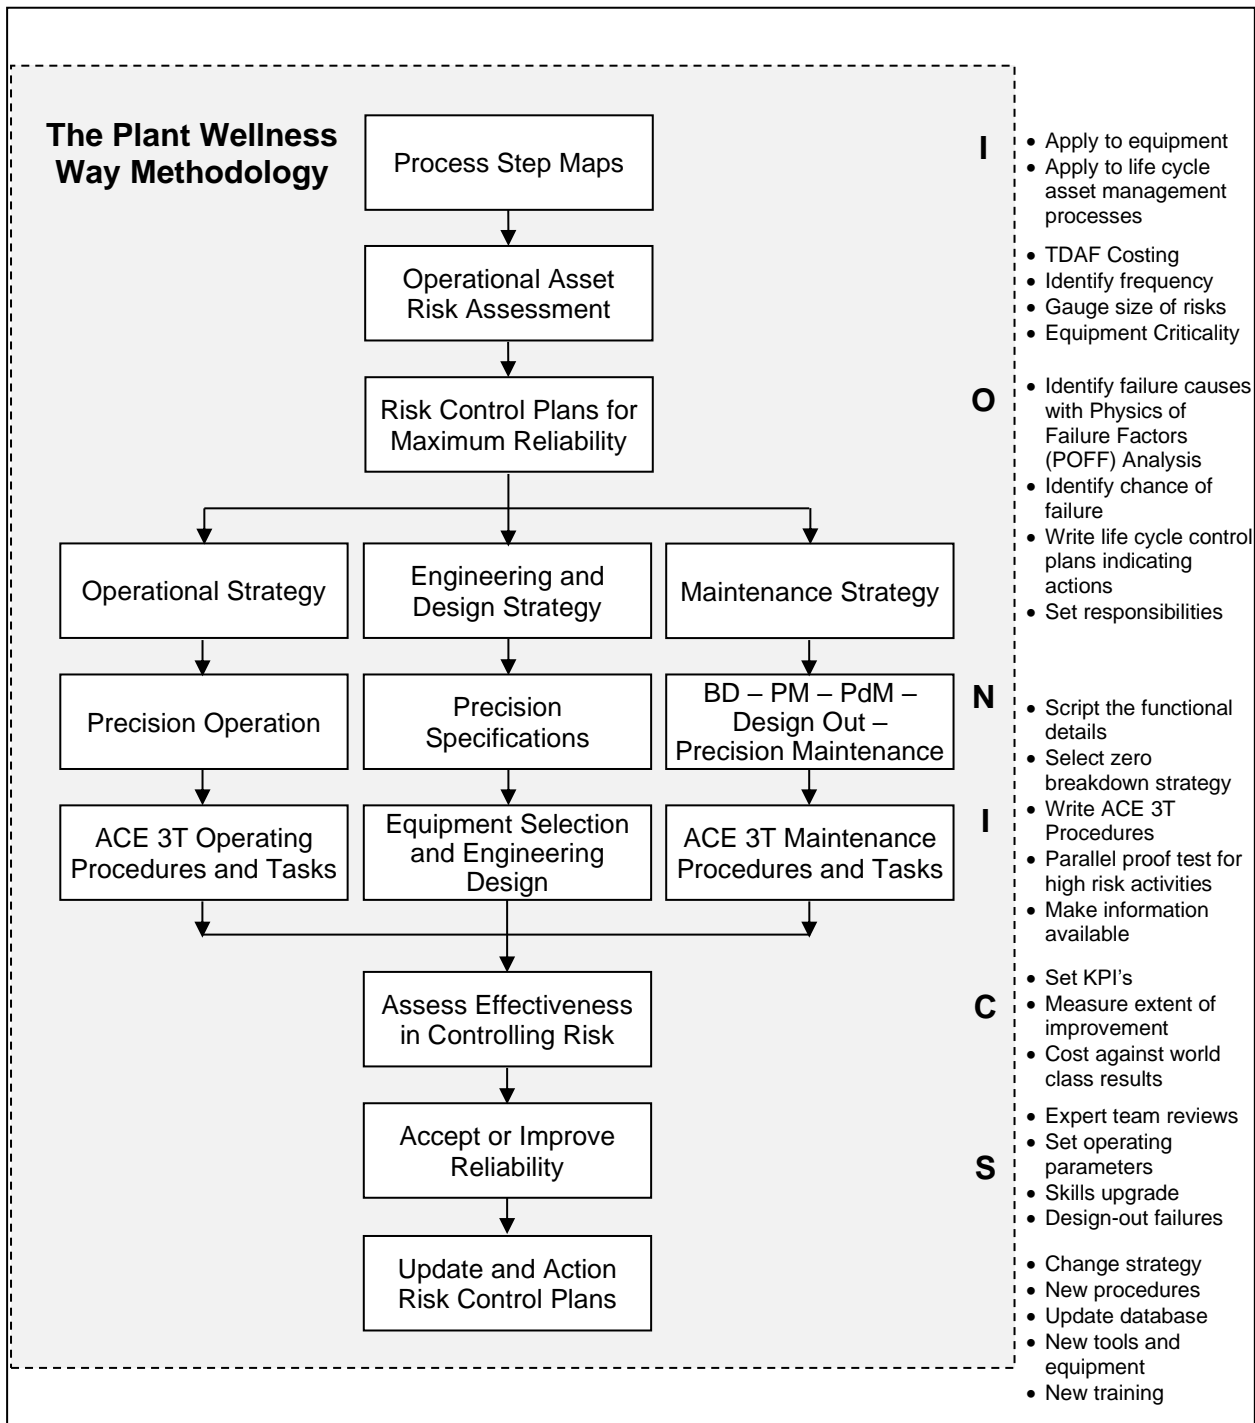 The Plant Wellness
Way Methodology
Process Step Maps
I
• Apply to equipment
• Apply to life cycle
asset management
processes
Operational Asset
Risk Assessment
• TDAF Costing
• Identify frequency
• Gauge size of risks
• Equipment Criticality
Risk Control Plans for
Maximum Reliability
O
• Identify failure causes
with Physics of
Failure Factors
(POFF) Analysis
• Identify chance of
failure
• Write life cycle control
plans indicating
actions
• Set responsibilities
Operational Strategy
Engineering and
Design Strategy
Maintenance Strategy
Precision Operation
Precision
Specifications
BD – PM – PdM –
Design Out –
Precision Maintenance
N
• Script the functional
details
• Select zero
breakdown strategy
• Write ACE 3T
Procedures
• Parallel proof test for
high risk activities
• Make information
available
ACE 3T Operating
Procedures and Tasks
Equipment Selection
and Engineering
Design
ACE 3T Maintenance
Procedures and Tasks
I
Assess Effectiveness
in Controlling Risk
C
• Set KPI's
• Measure extent of
improvement
• Cost against world
class results
Accept or Improve
Reliability
S
• Expert team reviews
• Set operating
parameters
• Skills upgrade
• Design-out failures
Update and Action
Risk Control Plans
• Change strategy
• New procedures
• Update database
• New tools and
equipment
• New training